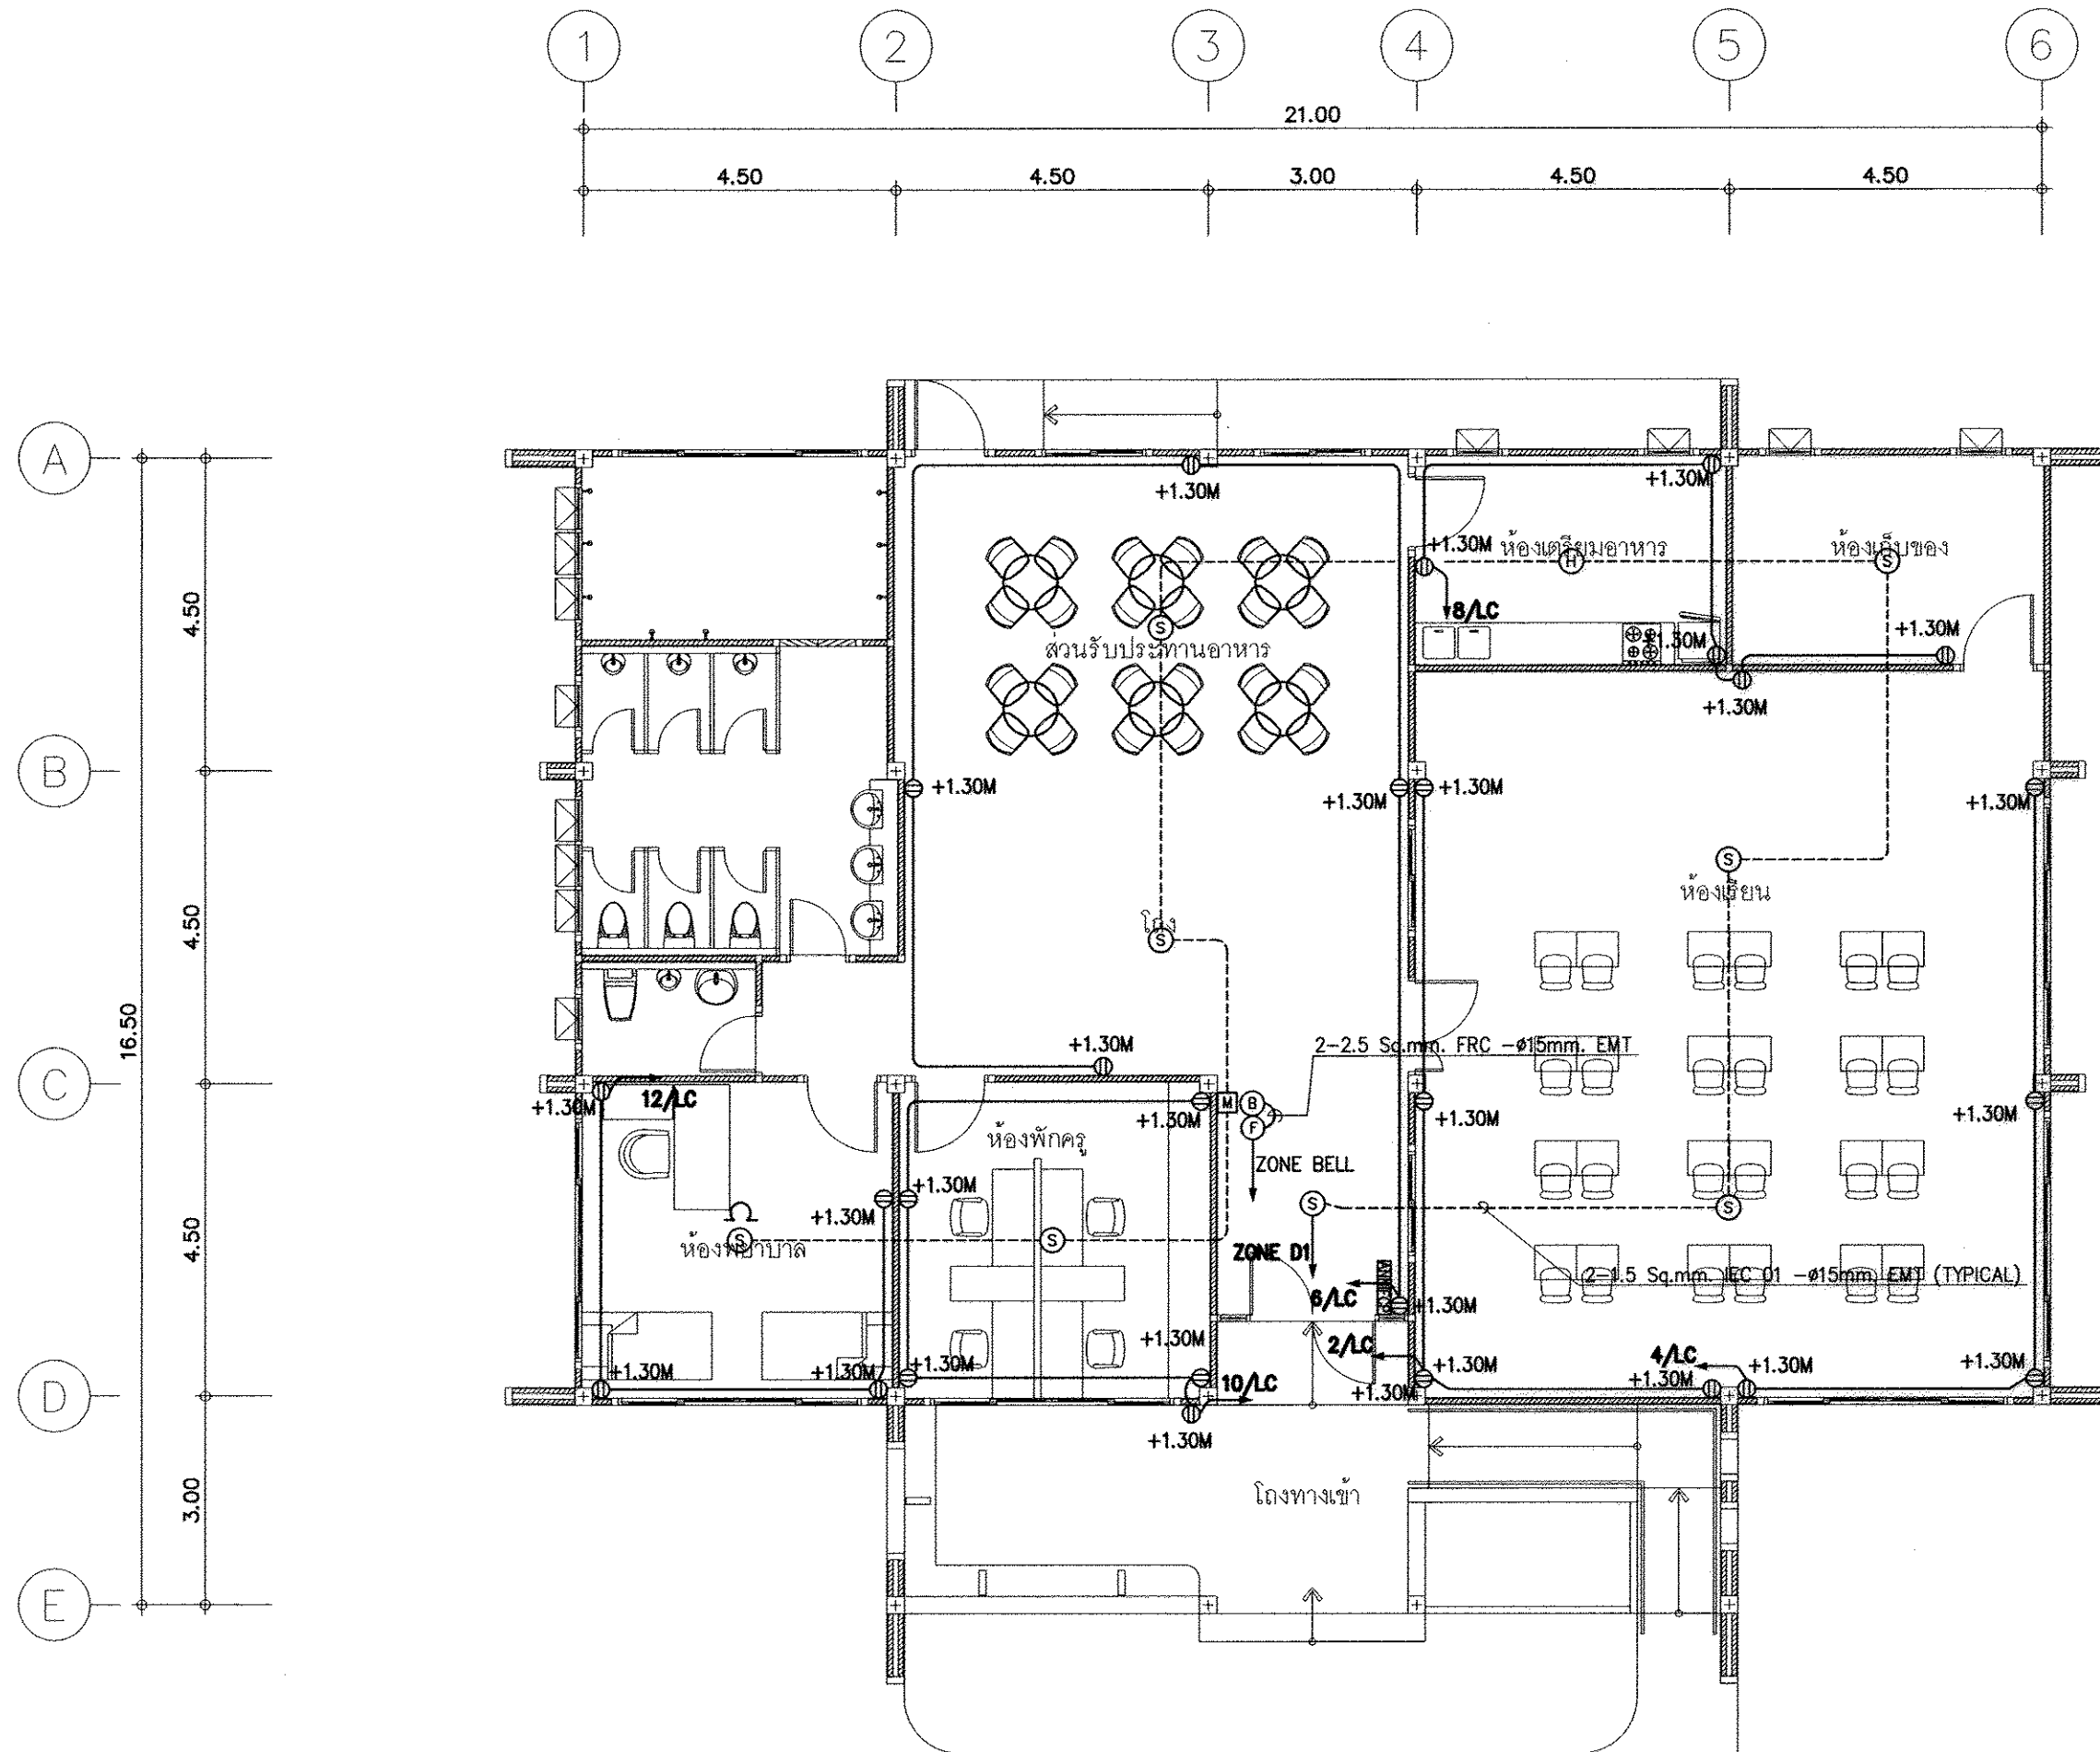 1 2 3 4 5 6
21.00
4.50 4.50 3.00 4.50 4.50
A
+1.30M +1.30M
+1.30M ห้องเตรียมอาหาร ห้องเก็บของ
H S
8/LC
4.50
S +1.30M +1.30M
ส่วนรับประทานอาหาร
+1.30M
B
+1.30M +1.30M +1.30M +1.30M
S
ห้องเรียน
4.50
โถง
S
16.50
+1.30M 2-2.5 Sq.mm. FRC -ø15mm. EMT
C
+1.30M 12/LC +1.30M M B +1.30M +1.30M
F
ห้องพักครู
ZONE BELL
+1.30M
+1.30M S S
4.50
ห้องพยาบาล S S
ZONE D1
2-1.5 Sq.mm. IEC 01 -ø15mm. EMT (TYPICAL)
6/LC +1.30M
+1.30M 2/LC 4/LC
+1.30M +1.30M +1.30M +1.30M +1.30M +1.30M +1.30M
D
10/LC +1.30M
+1.30M
3.00
โถงทางเข้า
E